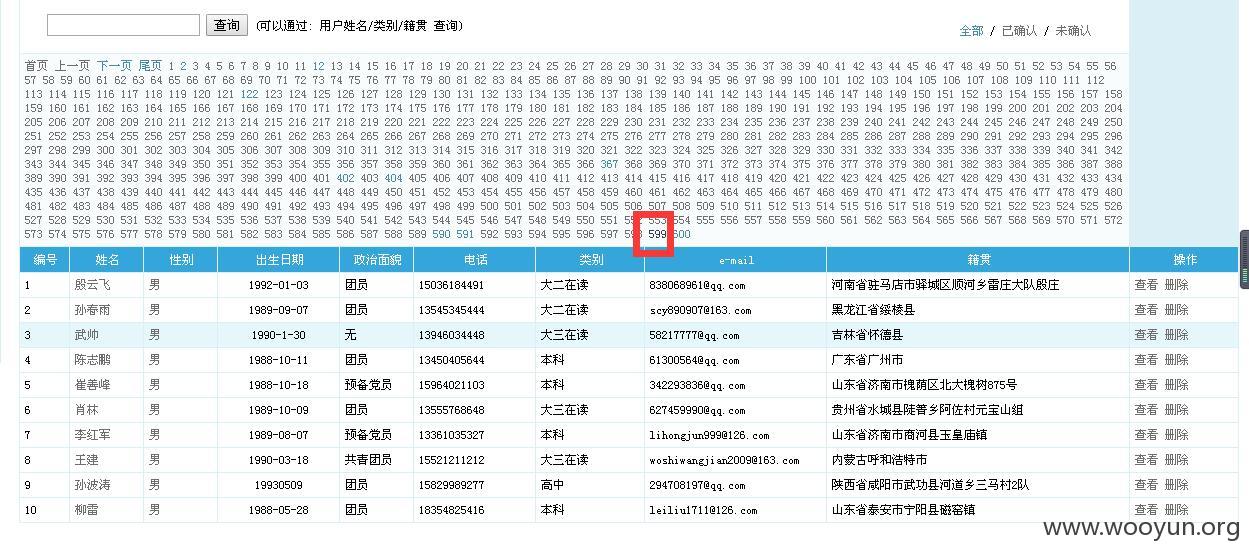 查询 (可以通过: 用户姓名/类别/籍贯 查询) 全部 / 已确认 / 未确认
首页 上一页 下一页 尾页 1 2 3 4 5 6 7 8 9 10 11 12 13 14 15 16 17 18 19 20 21 22 23 24 25 26 27 28 29 30 31 32 33 34 35 36 37 38 39 40 41 42 43 44 45 46 47 48 49 50 51 52 53 54 55 56
57 58 59 60 61 62 63 64 65 66 67 68 69 70 71 72 73 74 75 76 77 78 79 80 81 82 83 84 85 86 87 88 89 90 91 92 93 94 95 96 97 98 99 100 101 102 103 104 105 106 107 108 109 110 111 112
113 114 115 116 117 118 119 120 121 122 123 124 125 126 127 128 129 130 131 132 133 134 135 136 137 138 139 140 141 142 143 144 145 146 147 148 149 150 151 152 153 154 155 156 157 158
159 160 161 162 163 164 165 166 167 168 169 170 171 172 173 174 175 176 177 178 179 180 181 182 183 184 185 186 187 188 189 190 191 192 193 194 195 196 197 198 199 200 201 202 203 204
205 206 207 208 209 210 211 212 213 214 215 216 217 218 219 220 221 222 223 224 225 226 227 228 229 230 231 232 233 234 235 236 237 238 239 240 241 242 243 244 245 246 247 248 249 250
251 252 253 254 255 256 257 258 259 260 261 262 263 264 265 266 267 268 269 270 271 272 273 274 275 276 277 278 279 280 281 282 283 284 285 286 287 288 289 290 291 292 293 294 295 296
297 298 299 300 301 302 303 304 305 306 307 308 309 310 311 312 313 314 315 316 317 318 319 320 321 322 323 324 325 326 327 328 329 330 331 332 333 334 335 336 337 338 339 340 341 342
343 344 345 346 347 348 349 350 351 352 353 354 355 356 357 358 359 360 361 362 363 364 365 366 367 368 369 370 371 372 373 374 375 376 377 378 379 380 381 382 383 384 385 386 387 388
389 390 391 392 393 394 395 396 397 398 399 400 401 402 403 404 405 406 407 408 409 410 411 412 413 414 415 416 417 418 419 420 421 422 423 424 425 426 427 428 429 430 431 432 433 434
435 436 437 438 439 440 441 442 443 444 445 446 447 448 449 450 451 452 453 454 455 456 457 458 459 460 461 462 463 464 465 466 467 468 469 470 471 472 473 474 475 476 477 478 479 480
481 482 483 484 485 486 487 488 489 490 491 492 493 494 495 496 497 498 499 500 501 502 503 504 505 506 507 508 509 510 511 512 513 514 515 516 517 518 519 520 521 522 523 524 525 526
527 528 529 530 531 532 533 534 535 536 537 538 539 540 541 542 543 544 545 546 547 548 549 550 551 552 553 554 555 556 557 558 559 560 561 562 563 564 565 566 567 568 569 570 571 572
573 574 575 576 577 578 579 580 581 582 583 584 585 586 587 588 589 590 591 592 593 594 595 596 597 598 599 600
编号 姓名 性别 出生日期 政治面貌 电话 类别 e-mail 籍贯 操作
1 殷云飞 男 1992-01-03 团员 15036184491 大二在读 838068961@qq.com 河南省驻马店市驿城区顺河乡雷庄大队殷庄 查看 删除
2 孙春雨 男 1989-09-07 团员 13545345444 大二在读 scy890907@163.com 黑龙江省绥棱县 查看 删除
3 武帅 男 1990-1-30 无 13946034448 大三在读 58217777@qq.com 吉林省怀德县 查看 删除
4 陈志鹏 男 1988-10-11 团员 13450405644 本科 61300564@qq.com 广东省广州市 查看 删除
5 崔善峰 男 1988-10-18 预备党员 15964021103 本科 342293836@qq.com 山东省济南市槐荫区北大槐树875号 查看 删除
6 肖林 男 1989-10-09 团员 13555768648 本科 627459990@qq.com 贵州省水城县陡箐乡阿佐村元宝山组 查看 删除
7 李红军 男 1989-08-07 预备党员 13361035327 本科 lihongjun999@126.com 山东省济南市商河县玉皇庙镇 查看 删除
8 王建 男 1990-03-18 共青团员 15521211212 大三在读 woshiwangjian2009@163.com 内蒙古呼和浩特市 查看 删除
9 孙波涛 男 19930509 团员 15829989277 高中 294708197@qq.com 陕西省咸阳市武功县河道乡三马村2队 查看 删除
10 柳雷 男 1988-05-28 团员 18354825416 本科 leiliu1711@126.com 山东省泰安市宁阳县磁窑镇 查看 删除
www.wooyun.org